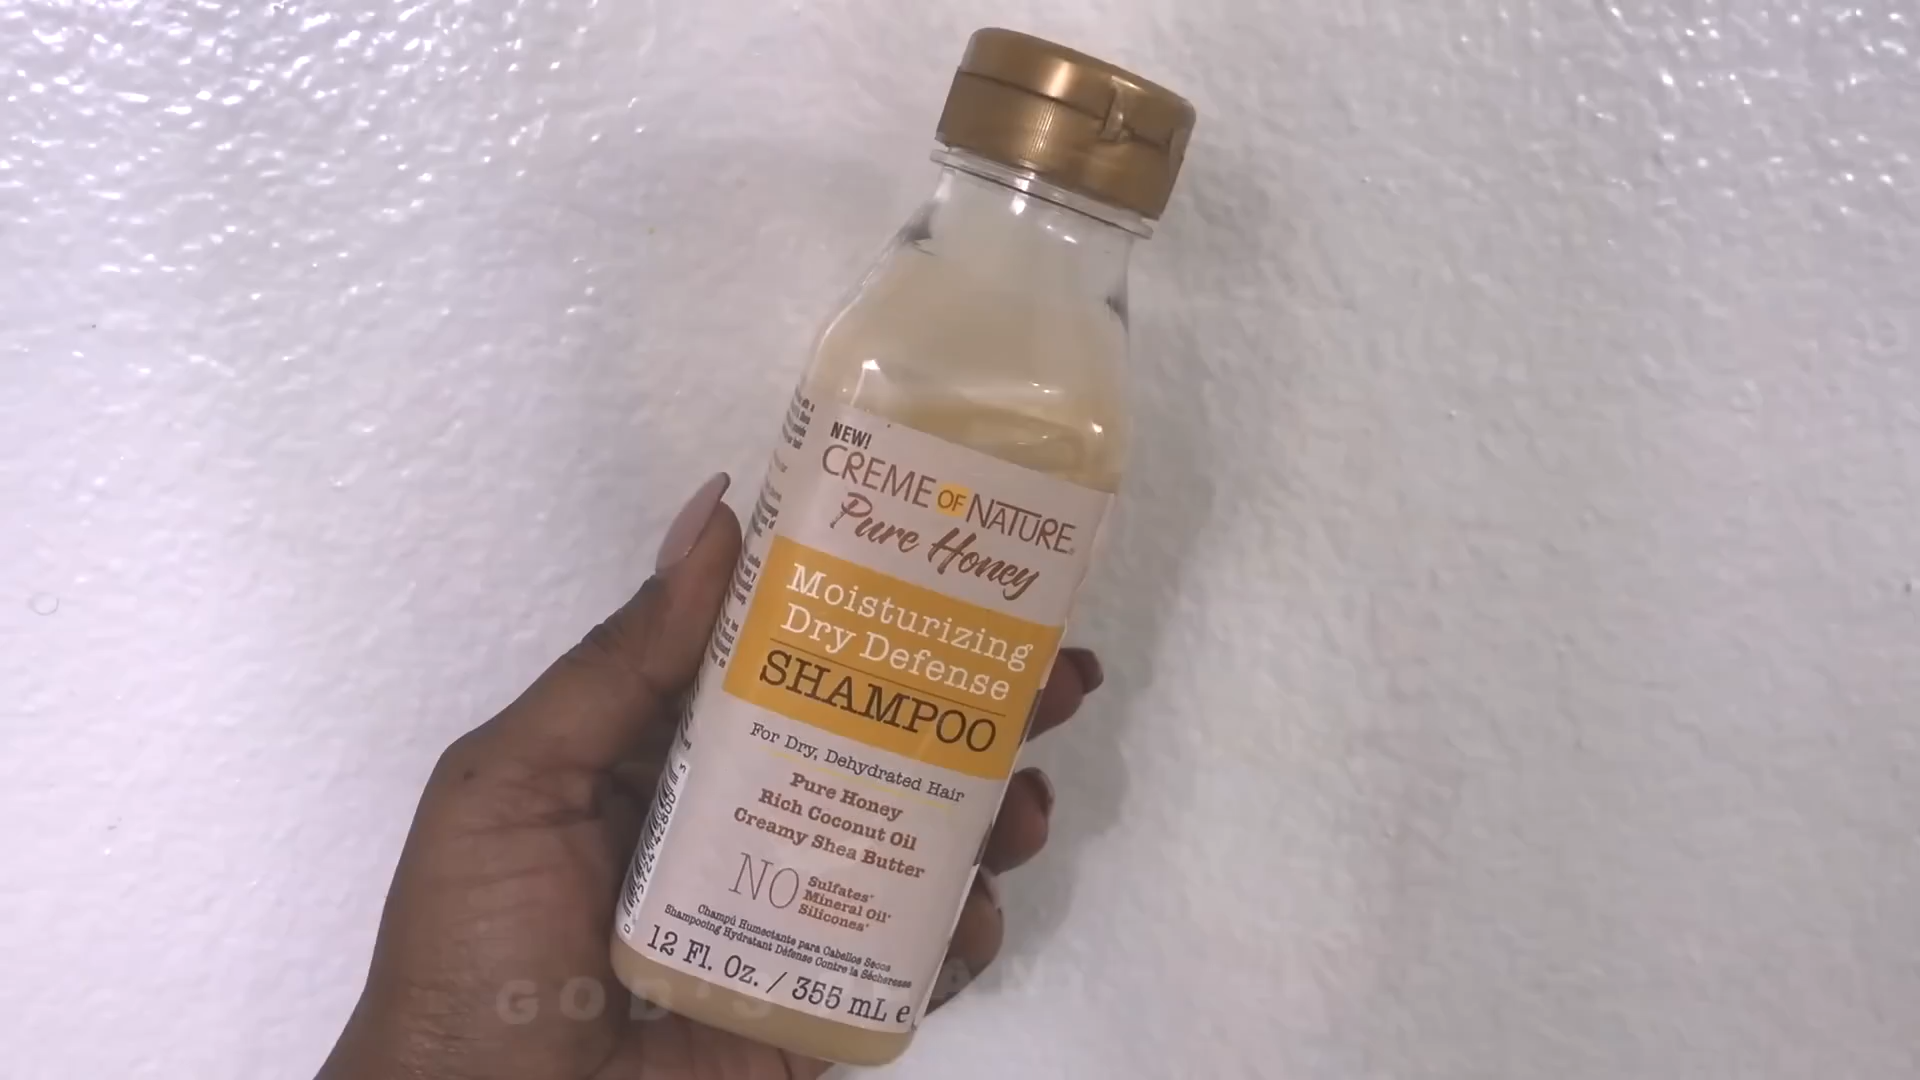 NEW!
CREME OF NATURE®
Pure Honey
Moisturizing
Dry Defense
SHAMPOO
For Dry, Dehydrated Hair
Pure Honey
Rich Coconut Oil
Creamy Shea Butter
NO Sulfates*
Mineral Oil*
Silicones*
Champú Humectante para Cabellos Secos
Shampooing Hydratant Défense Contre la Sécheresse
12 Fl. Oz. / 355 mL e
GOD'S